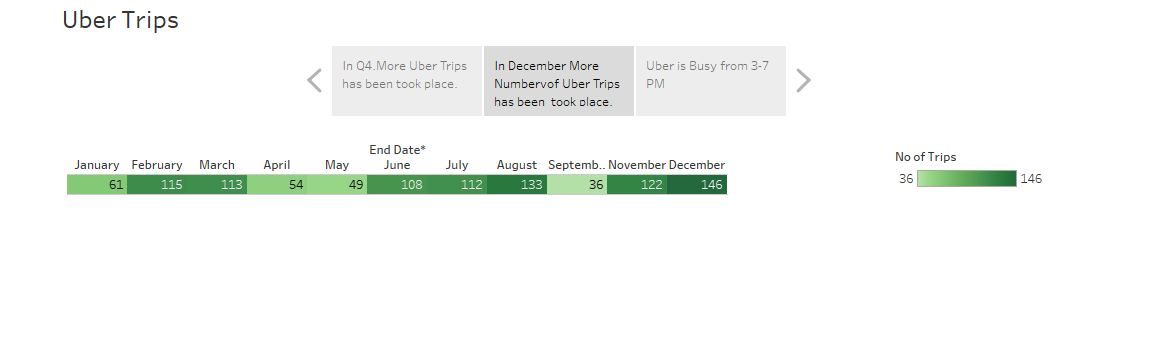 Uber Trips
In Q4.More Uber Trips
has been took place.
In December More
Numbervof Uber Trips
has been  took place.
Uber is Busy from 3-7
PM
End Date*
January February March April May June July August Septemb.. November December
61 115 113 54 49 108 112 133 36 122 146
No of Trips
36 146